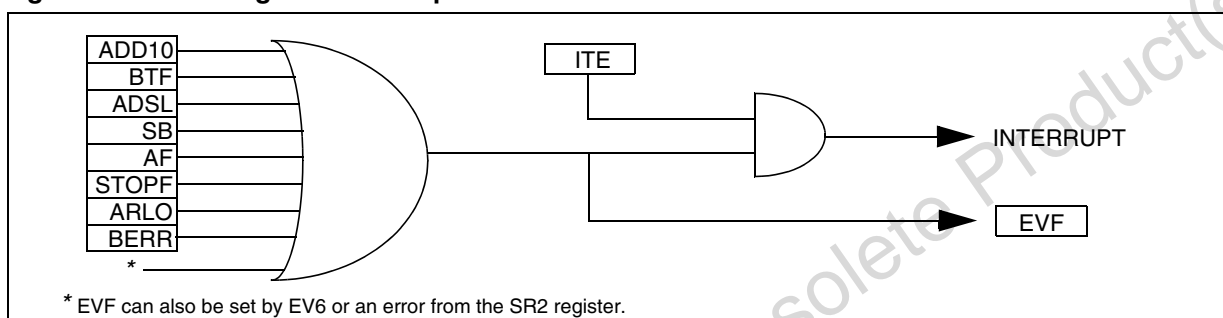 ADD10
BTF
ADSL
SB
AF
STOPF
ARLO
BERR
*
ITE
INTERRUPT
EVF
* EVF can also be set by EV6 or an error from the SR2 register.